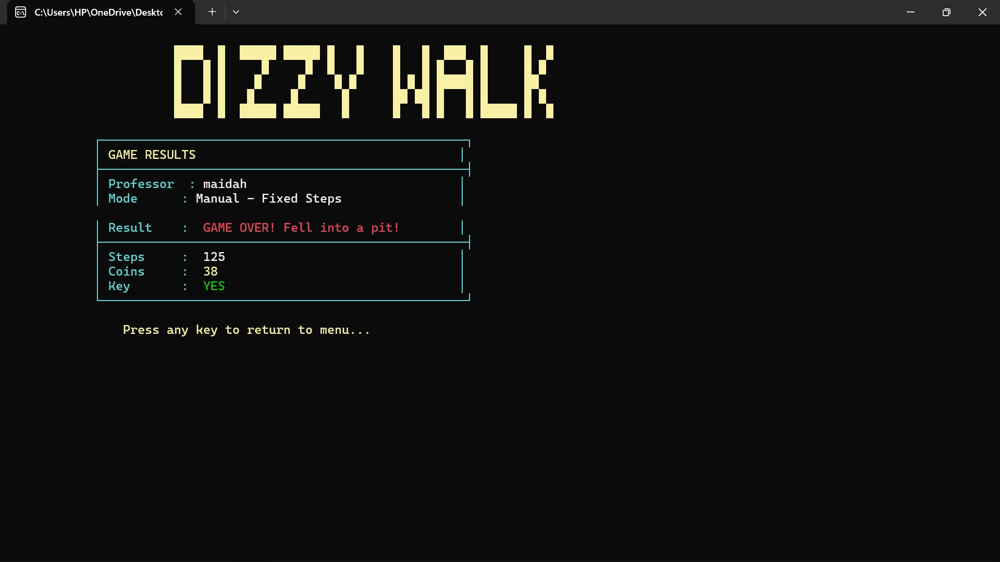 C:\Users\HP\OneDrive\Deskto
DIZZY WALK
GAME RESULTS
Professor : maidah
Mode : Manual - Fixed Steps
Result : GAME OVER! Fell into a pit!
Steps : 125
Coins : 38
Key : YES
Press any key to return to menu...